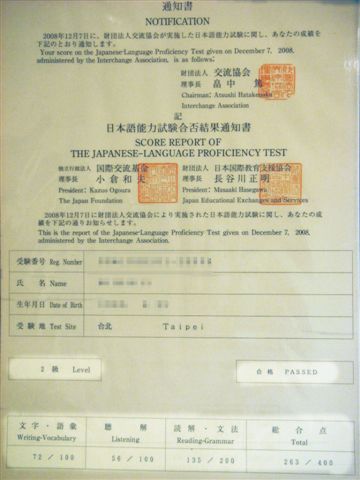 通知書
NOTIFICATION
2008年12月7日に、財団法人交流協会が実施した日本語能力試験に関し、あなたの成績を
下記のとおり通知します。
Your score on the Japanese-Language Proficiency Test given on December 7, 2008,
administered by the Interchange Association, is as follows:
財団法人 交流協会
理事長 畠中 篤
Chairman: Atsushi Hatakenaka
Interchange Association
記
日本語能力試験合否結果通知書
SCORE REPORT OF
THE JAPANESE-LANGUAGE PROFICIENCY TEST
独立行政法人 国際交流基金
理事長 小倉和夫
President: Kazuo Ogoura
The Japan Foundation
財団法人 日本国際教育支援協会
理事長 長谷川正明
President: Masaaki Hasegawa
Japan Educational Exchanges and Services
2008年12月7日に財団法人交流協会により実施された日本語能力試験に関し、あなたの成
績を下記のとおりお知らせします。
This is the report of the Japanese-Language Proficiency Test given on December 7, 2008,
administered by the Interchange Association.
受験番号 Reg. Number
氏 名 Name
生年月日 Date of Birth
受験地 Test Site 台北 Taipei
2級 Level 合格 PASSED
文字・語彙 聴解 読解・文法 総合点
Writing-Vocabulary Listening Reading-Grammar Total
72 / 100 56 / 100 135 / 200 263 / 400